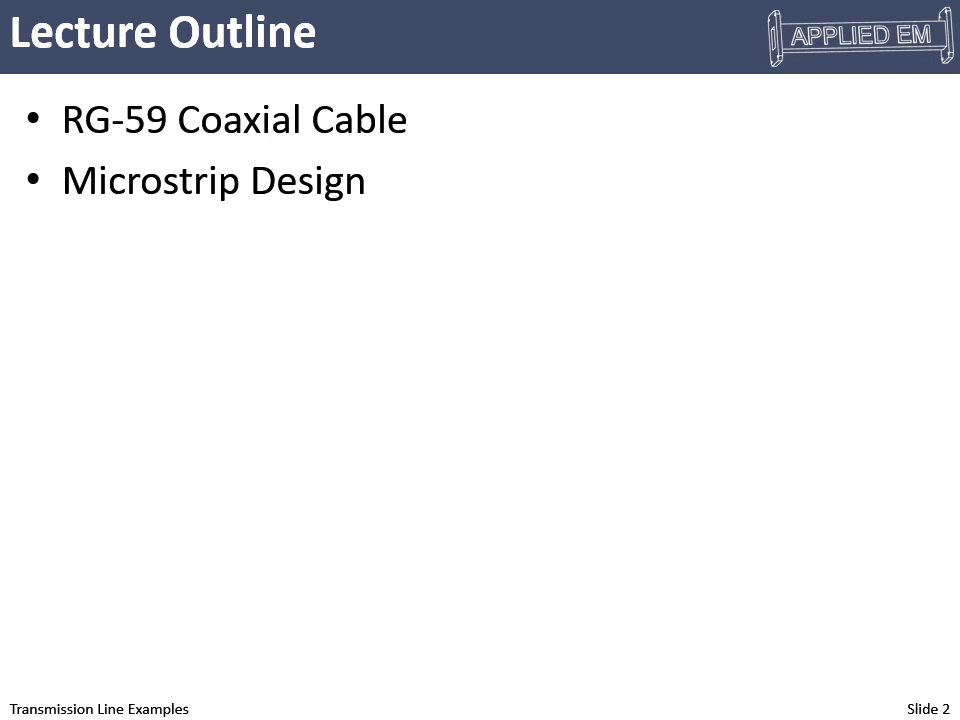 Lecture Outline
APPLIED EM
• RG-59 Coaxial Cable
• Microstrip Design
Transmission Line Examples
Slide 2